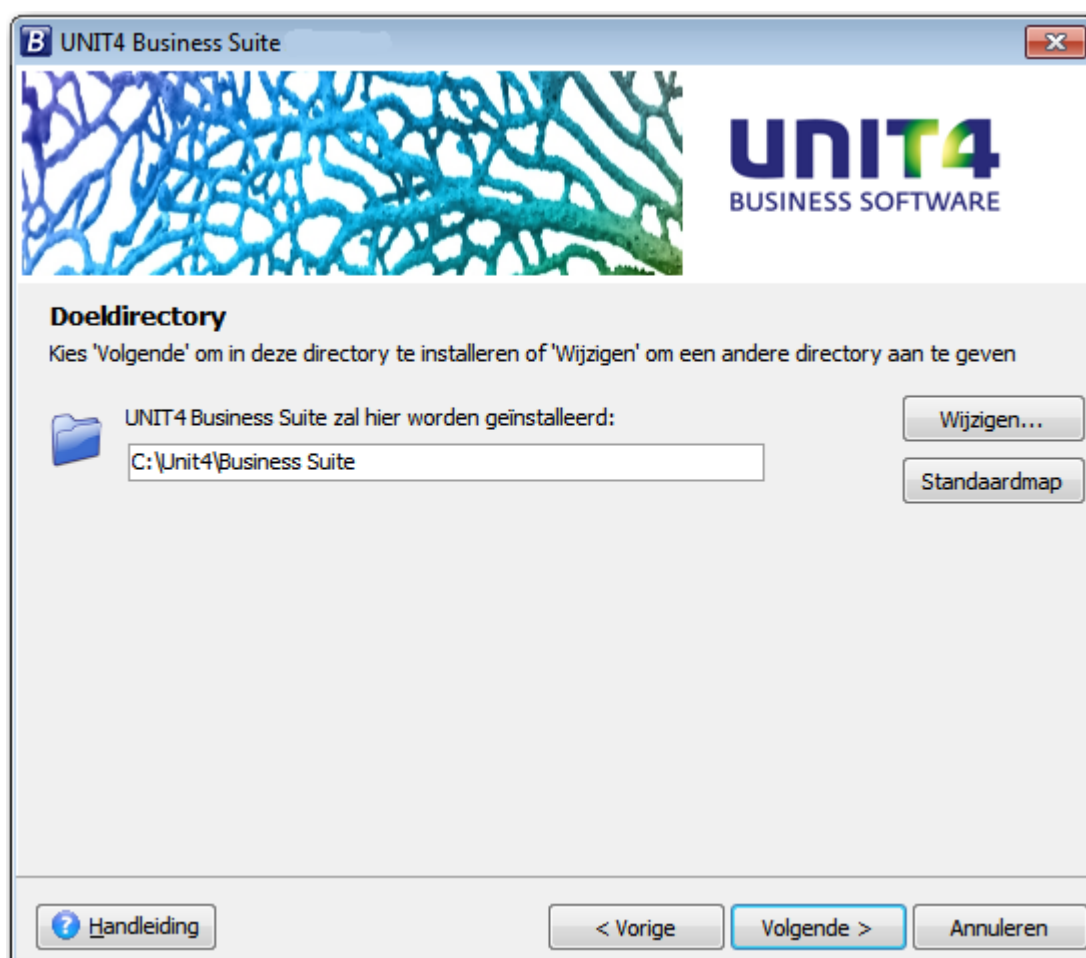 B UNIT4 Business Suite
UNIT4
BUSINESS SOFTWARE
Doeldirectory
Kies 'Volgende' om in deze directory te installeren of 'Wijzigen' om een andere directory aan te geven
UNIT4 Business Suite zal hier worden geïnstalleerd:
C:\Unit4\Business Suite
Wijzigen...
Standaardmap
? Handleiding
< Vorige
Volgende >
Annuleren